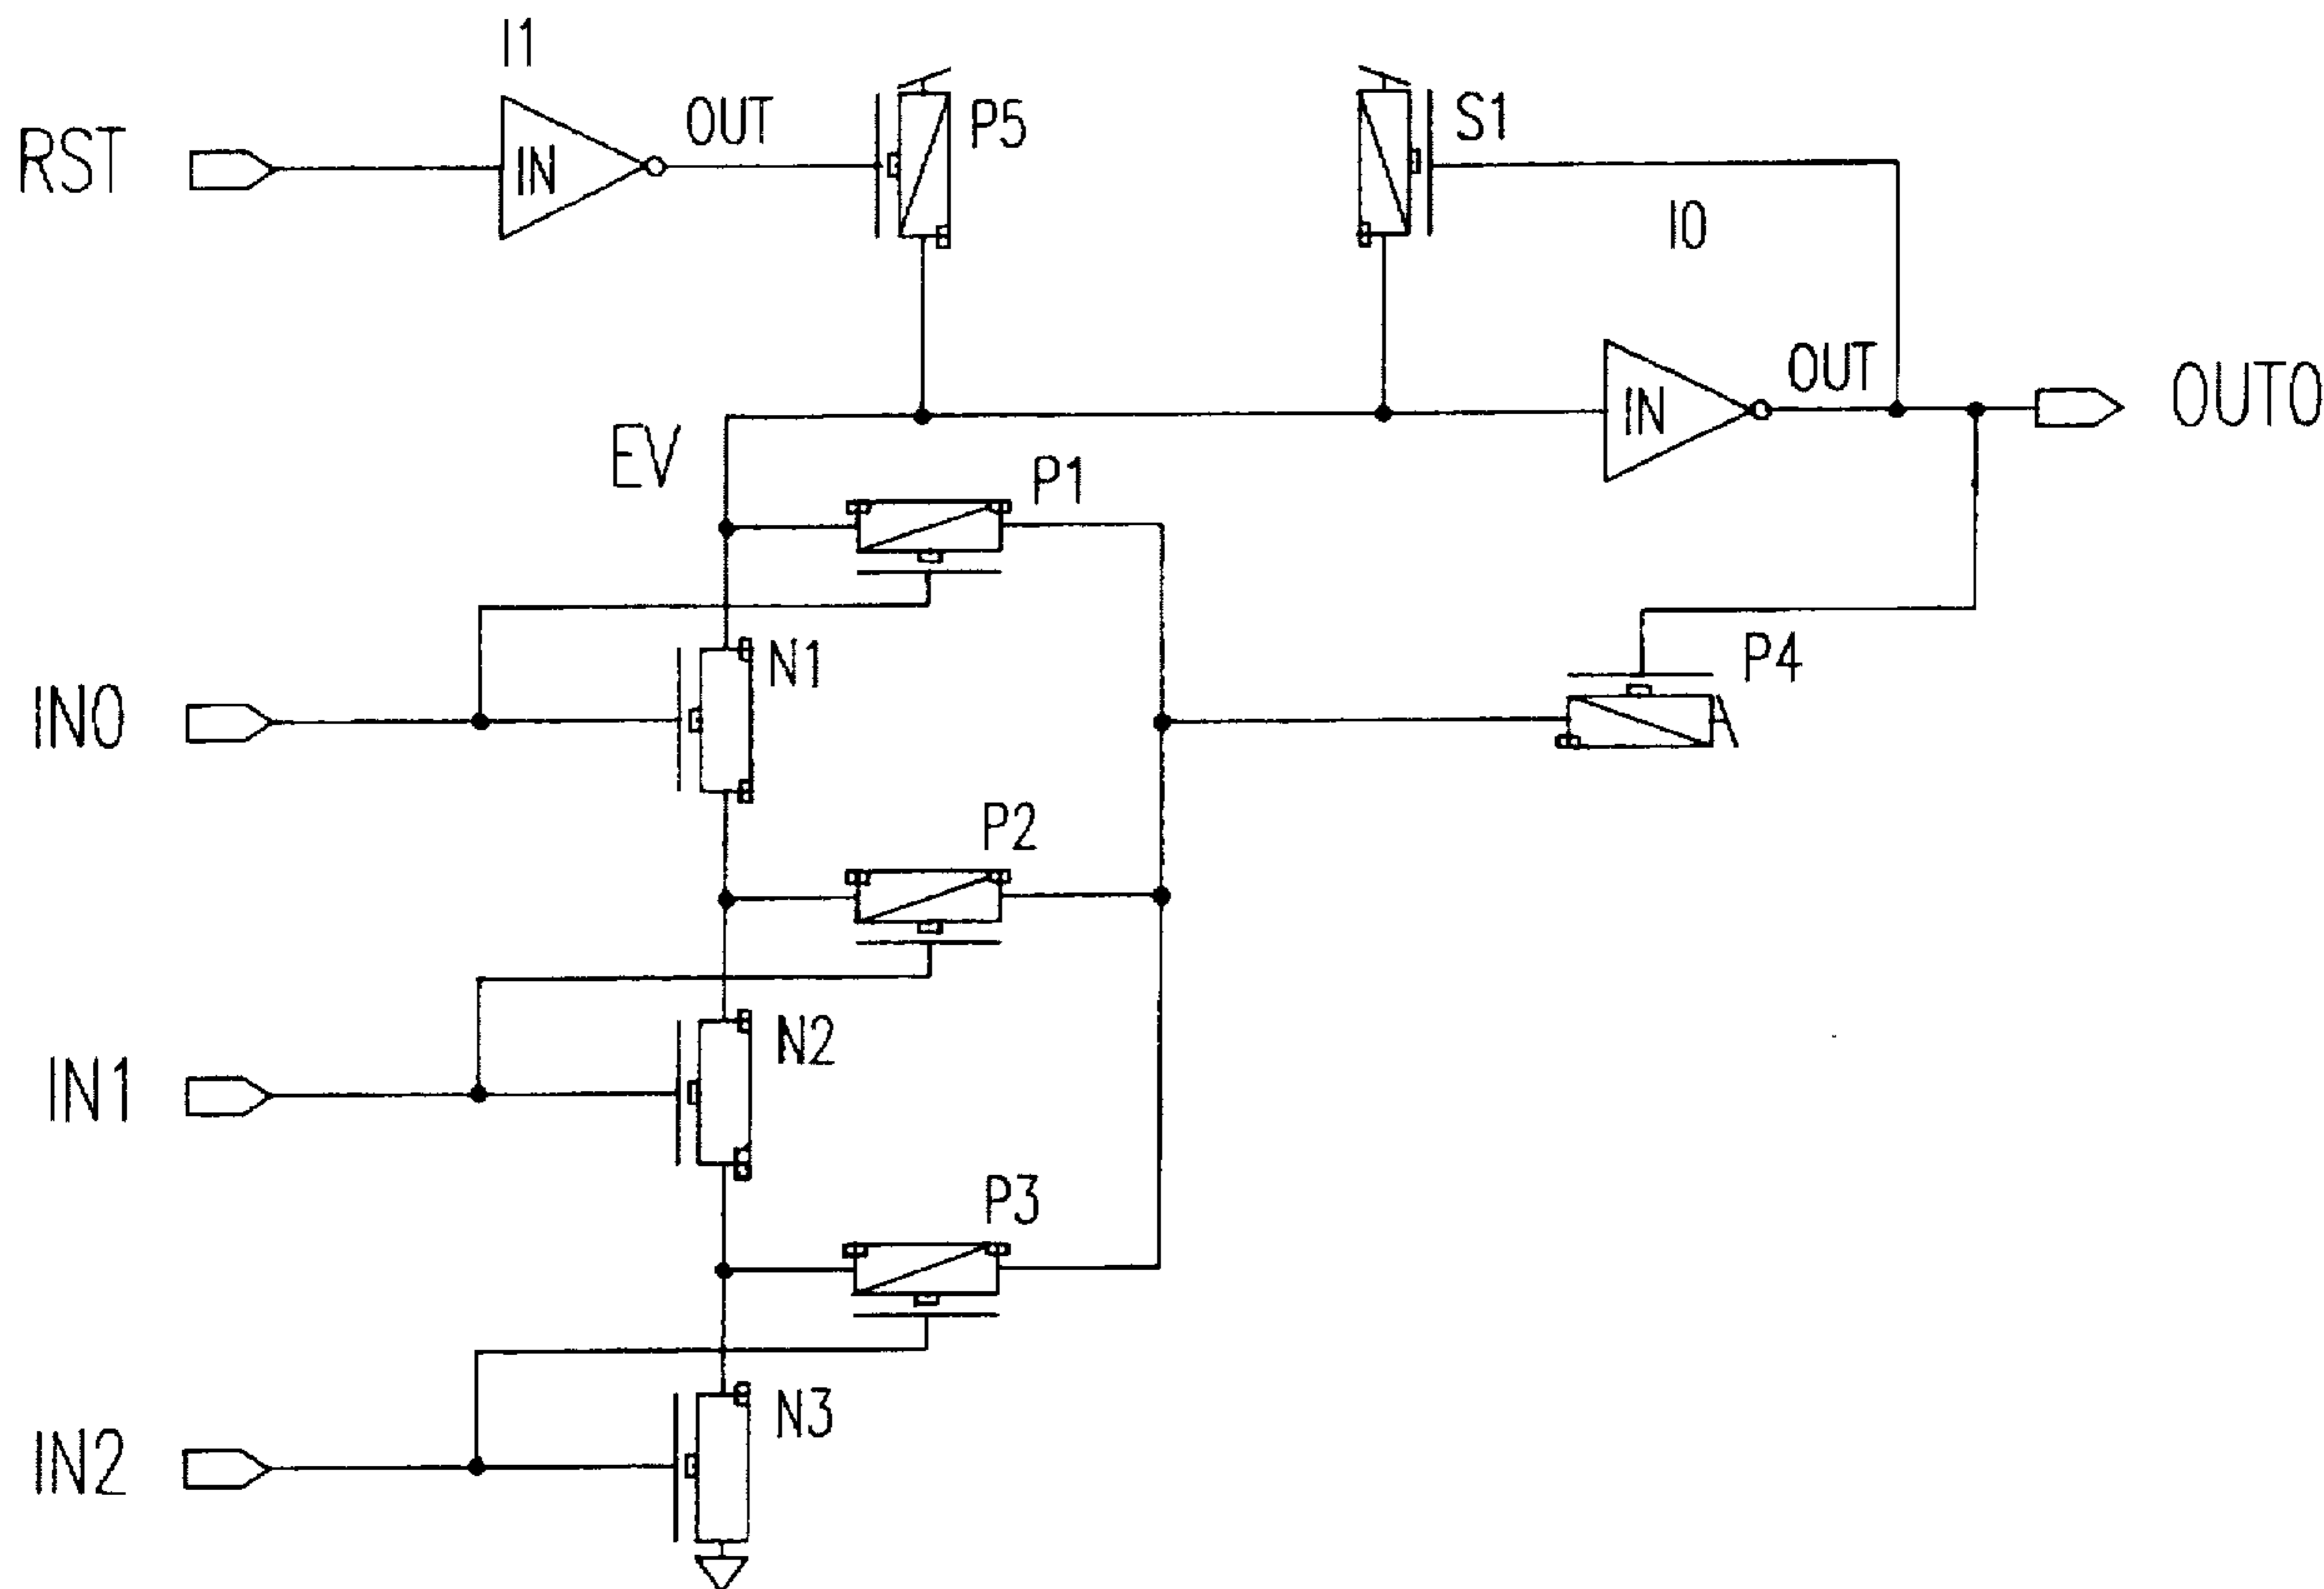 I1
RST
IN
OUT
P5
S1
I0
EV
IN
OUT
OUT0
P1
N1
IN0
P4
P2
N2
IN1
P3
N3
IN2